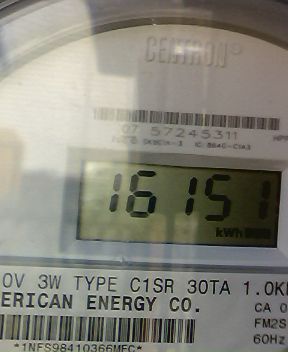 CENTRON®
07 57245311
16151
kWh
0V 3W TYPE C1SR 30TA 1.0K
ERICAN ENERGY CO.
CA 0
FM2S
60Hz
*1NFS98410366MFC*